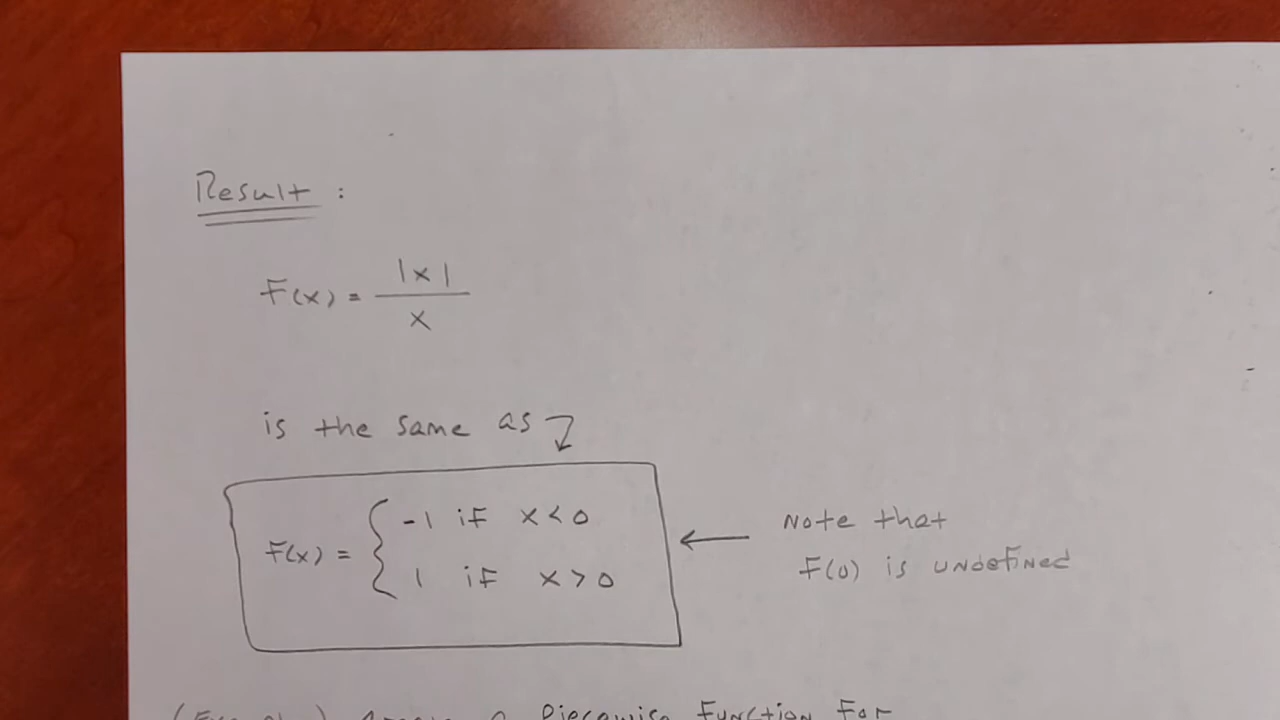 Result:
F(x) = |x| / x
is the same as
F(x) = { -1 if x < 0
1 if x > 0
Note that
F(0) is undefined
Piecewise Function For